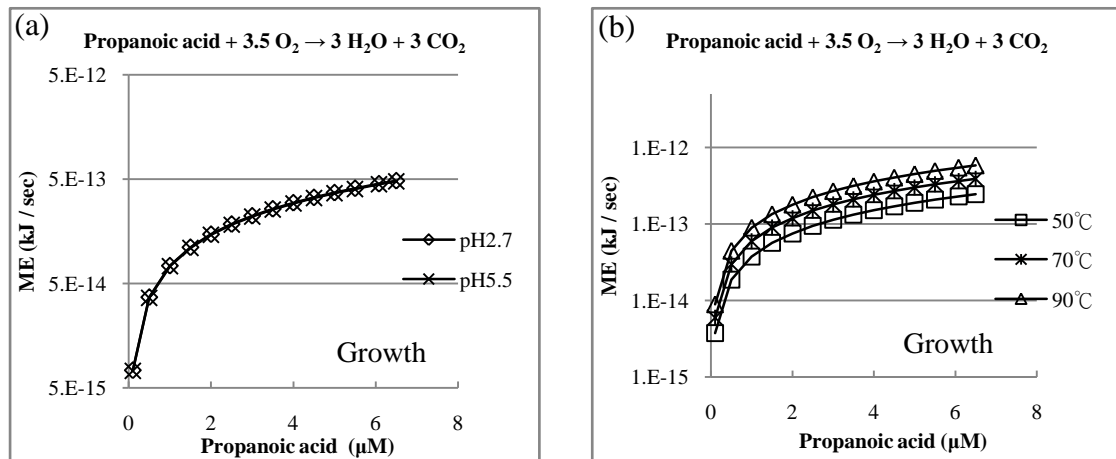 (a)
Propanoic acid + 3.5 O₂ → 3 H₂O + 3 CO₂
5.E-12
5.E-13
5.E-14
5.E-15
ME (kJ / sec)
pH2.7
pH5.5
Growth
0 2 4 6 8
Propanoic acid (μM)
(b)
Propanoic acid + 3.5 O₂ → 3 H₂O + 3 CO₂
1.E-12
1.E-13
1.E-14
1.E-15
ME (kJ / sec)
50℃
70℃
90℃
Growth
0 2 4 6 8
Propanoic acid (μM)